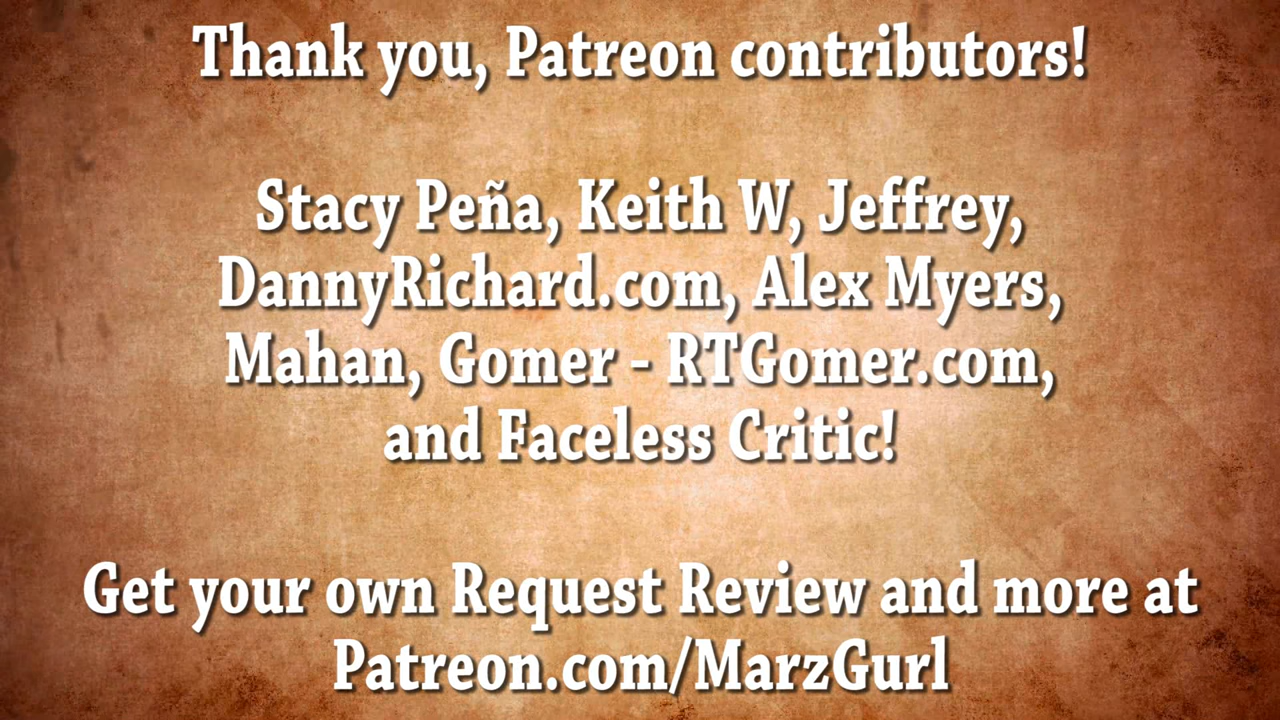 Thank you, Patreon contributors!
Stacy Peña, Keith W, Jeffrey,
DannyRichard.com, Alex Myers,
Mahan, Gomer - RTGomer.com,
and Faceless Critic!
Get your own Request Review and more at
Patreon.com/MarzGurl